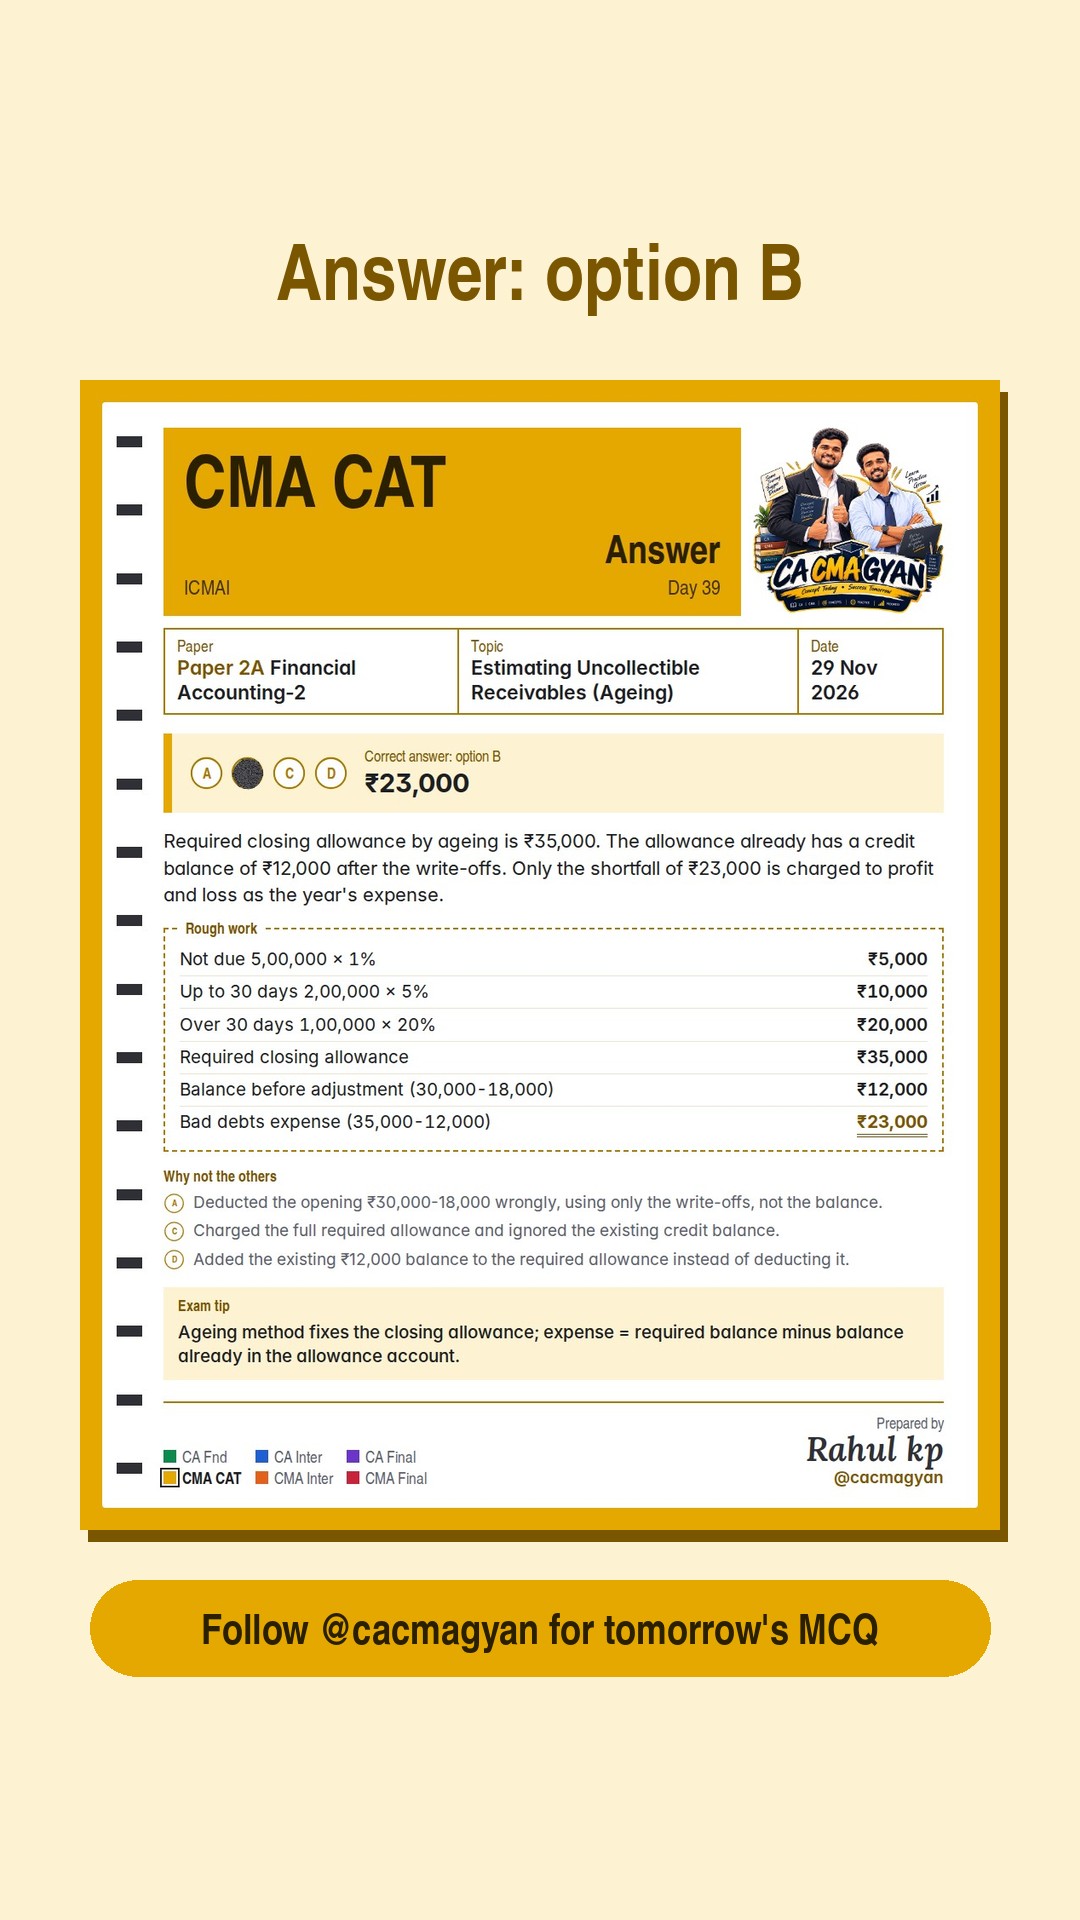 Answer: option B
CMA CAT
Answer
ICMAI
Day 39
CA CMA GYAN
Concept Today • Success Tomorrow
Paper
Paper 2A Financial
Accounting-2
Topic
Estimating Uncollectible
Receivables (Ageing)
Date
29 Nov
2026
A
C
D
Correct answer: option B
₹23,000
Required closing allowance by ageing is ₹35,000. The allowance already has a credit
balance of ₹12,000 after the write-offs. Only the shortfall of ₹23,000 is charged to profit
and loss as the year's expense.
Rough work
Not due 5,00,000 × 1% ₹5,000
Up to 30 days 2,00,000 × 5% ₹10,000
Over 30 days 1,00,000 × 20% ₹20,000
Required closing allowance ₹35,000
Balance before adjustment (30,000-18,000) ₹12,000
Bad debts expense (35,000-12,000) ₹23,000
Why not the others
A Deducted the opening ₹30,000-18,000 wrongly, using only the write-offs, not the balance.
C Charged the full required allowance and ignored the existing credit balance.
D Added the existing ₹12,000 balance to the required allowance instead of deducting it.
Exam tip
Ageing method fixes the closing allowance; expense = required balance minus balance
already in the allowance account.
Prepared by
Rahul kp
@cacmagyan
CA Fnd CA Inter CA Final
CMA CAT CMA Inter CMA Final
Follow @cacmagyan for tomorrow's MCQ